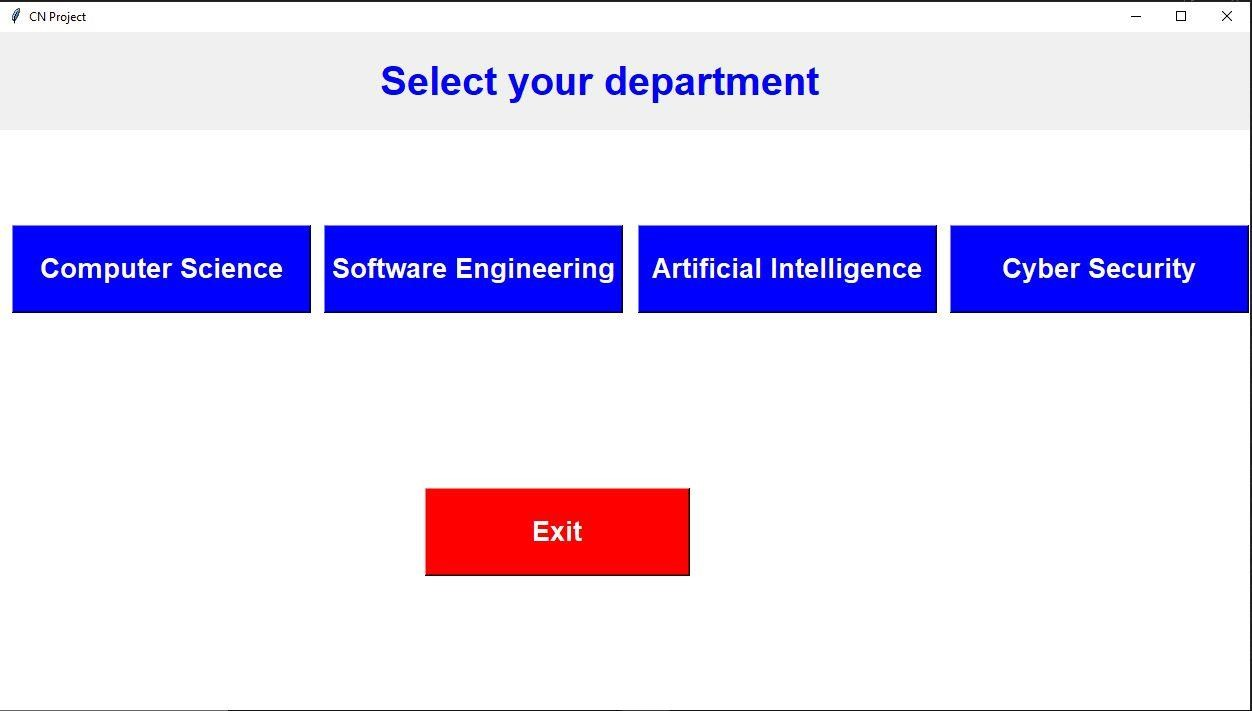 CN Project
Select your department
Computer Science
Software Engineering
Artificial Intelligence
Cyber Security
Exit